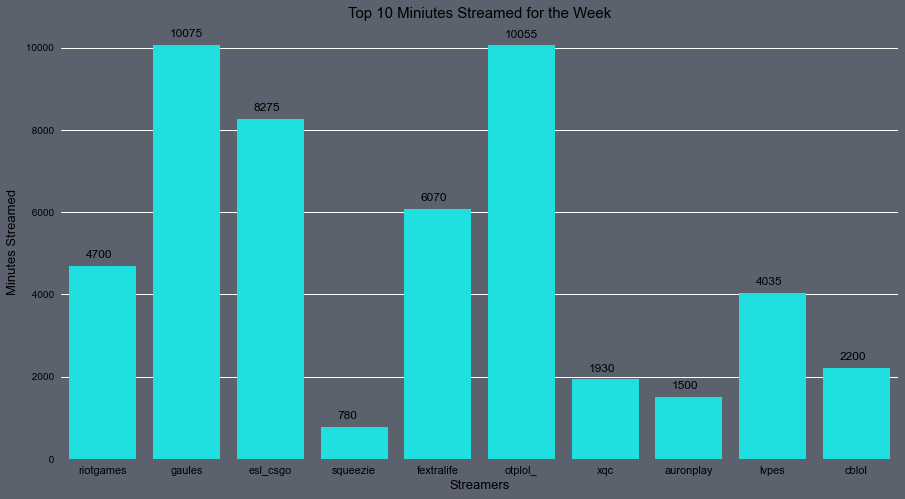 Top 10 Miniutes Streamed for the Week
Minutes Streamed
10000
8000
6000
4000
2000
0
4700
10075
8275
780
6070
10055
1930
1500
4035
2200
riotgames
gaules
esl_csgo
squeezie
fextralife
otplol_
xqc
auronplay
lvpes
cblol
Streamers